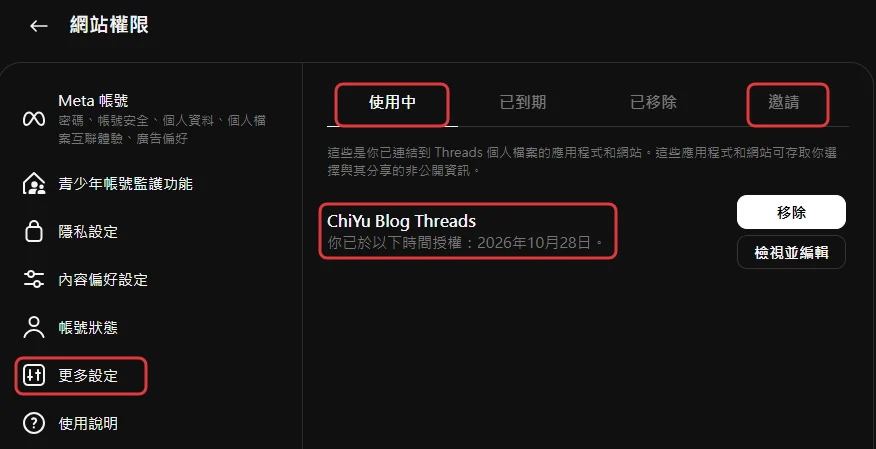 網站權限
Meta 帳號
密碼、帳號安全、個人資料、個人檔
案互聯體驗、廣告偏好
青少年帳號監護功能
隱私設定
內容偏好設定
帳號狀態
更多設定
使用說明
使用中
已到期
已移除
邀請
這些是你已連結到 Threads 個人檔案的應用程式和網站。這些應用程式和網站可存取你選
擇與其分享的非公開資訊。
ChiYu Blog Threads
你已於以下時間授權：2026年10月28日。
移除
檢視並編輯